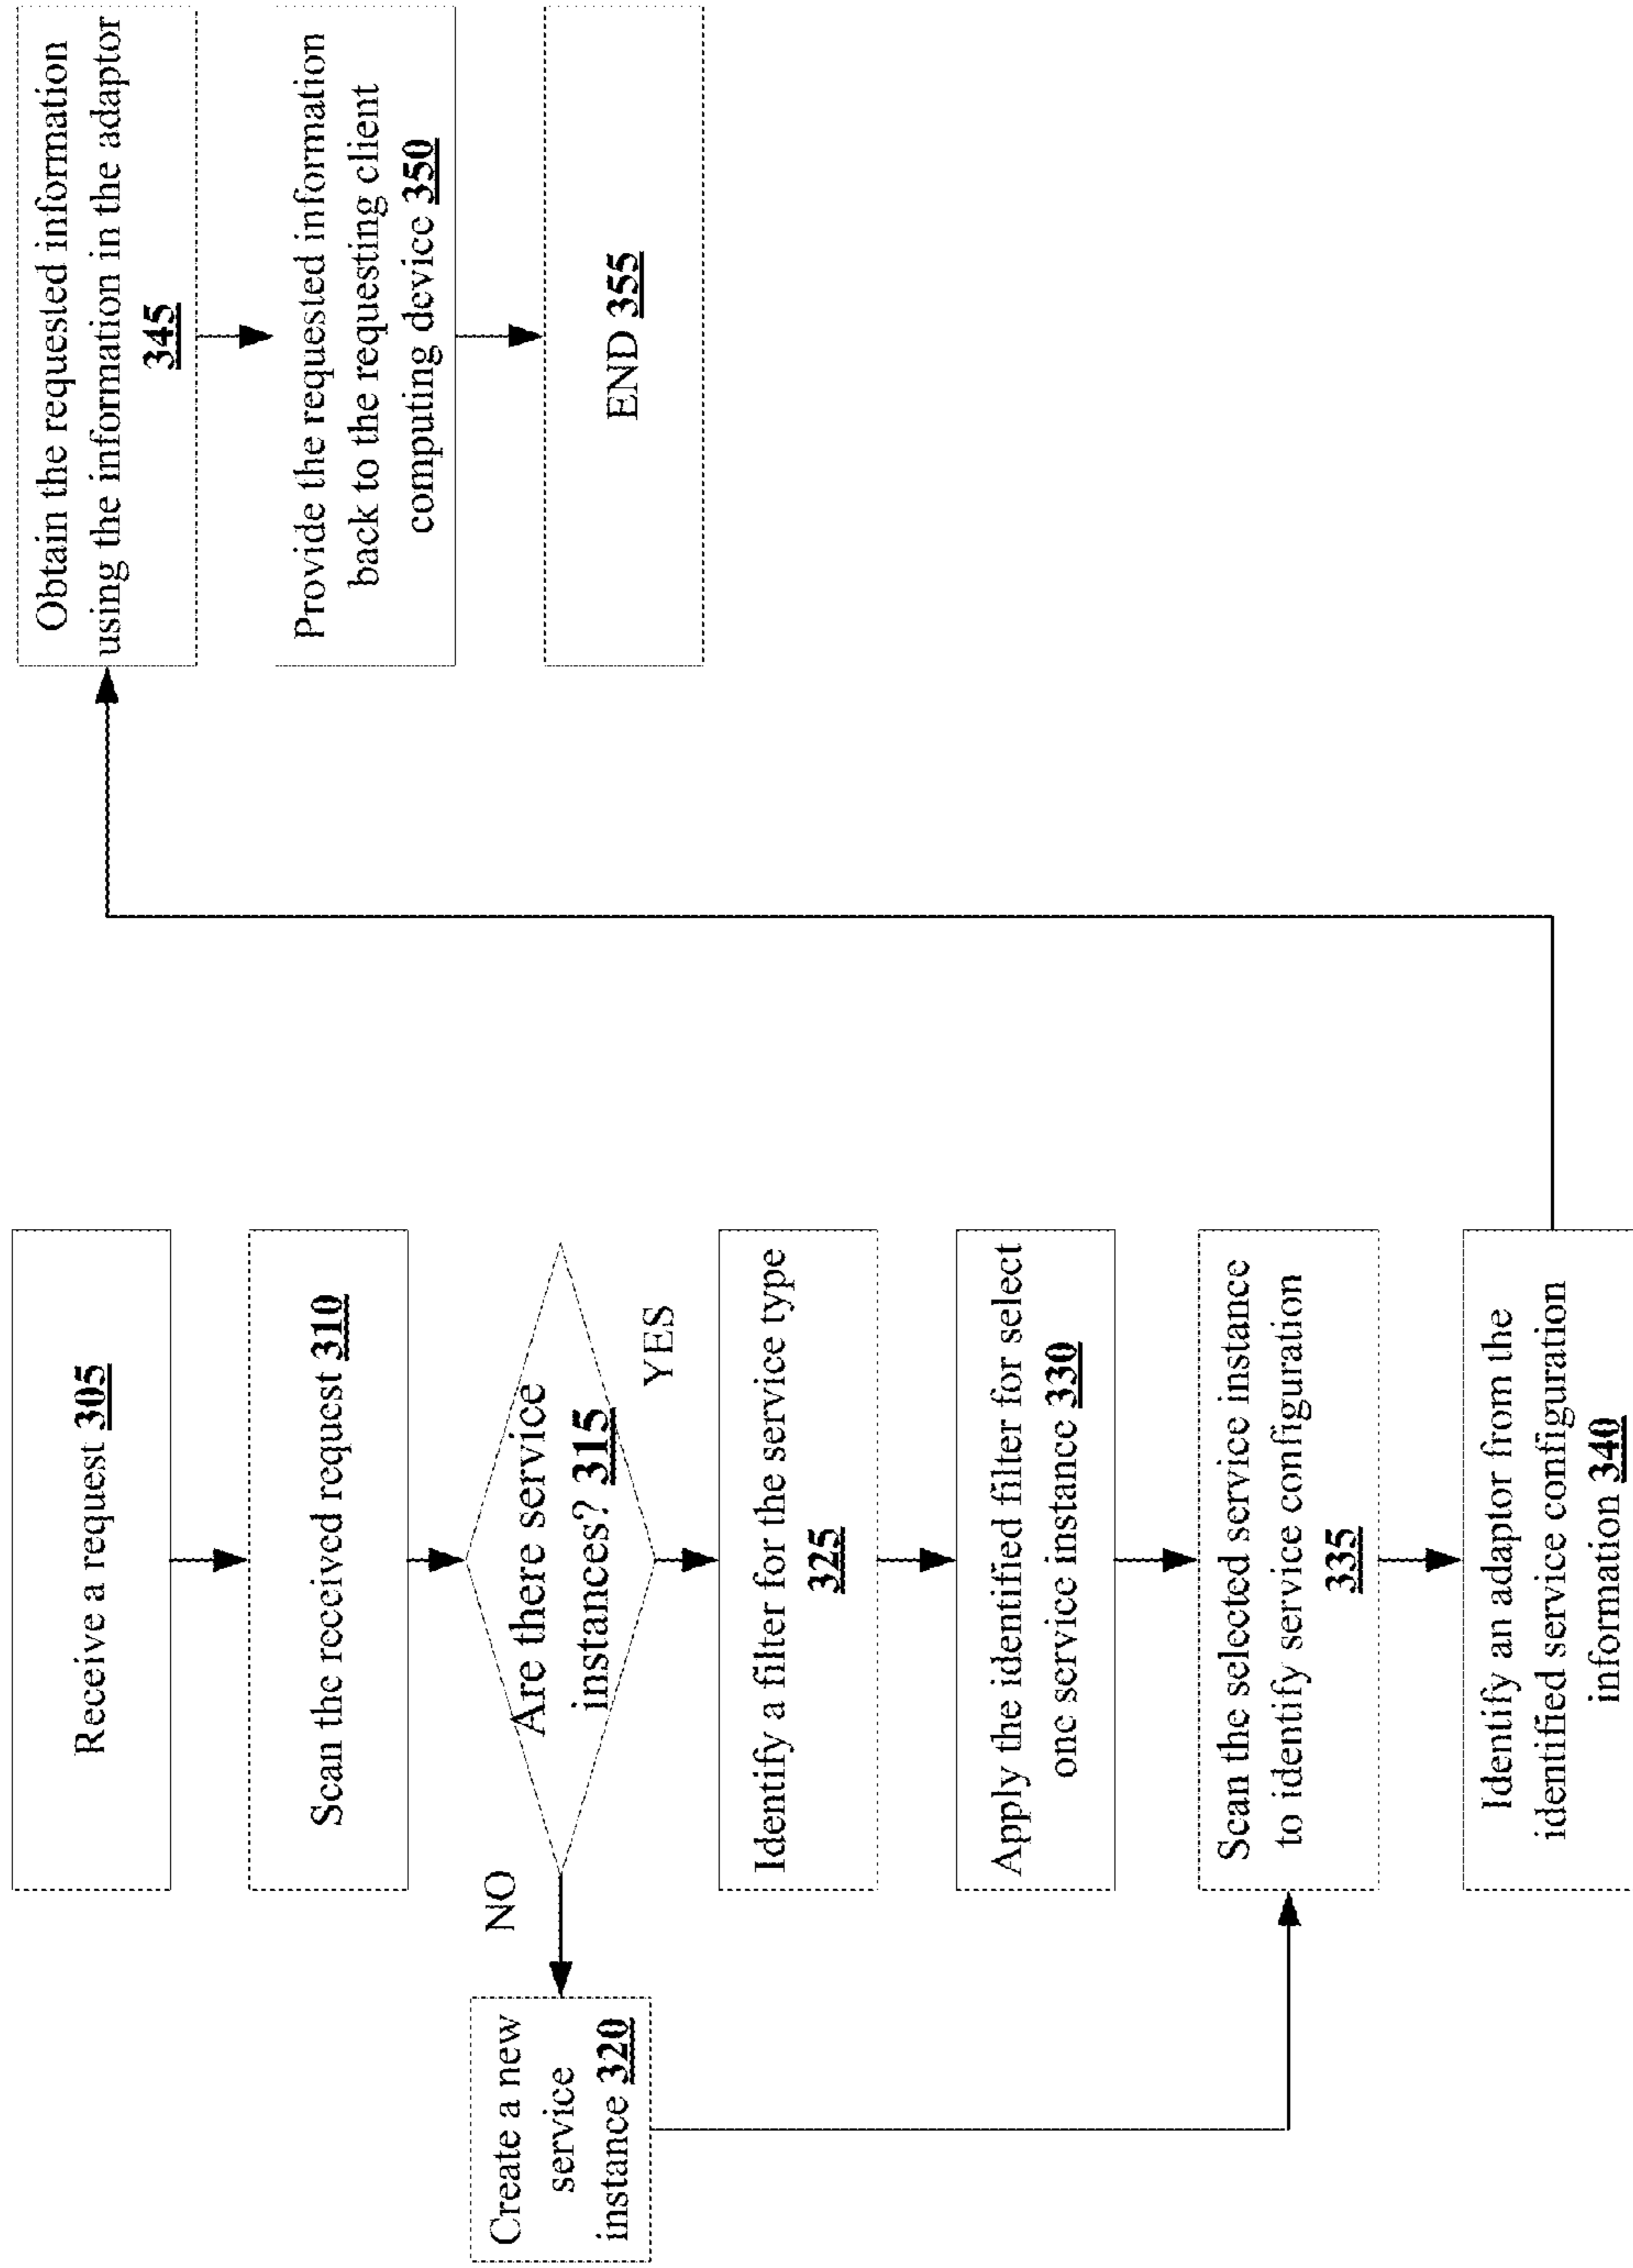 Receive a request 305
Scan the received request 310
Are there service
instances? 315
NO
YES
Create a new
service
instance 320
Identify a filter for the service type
325
Apply the identified filter for select
one service instance 330
Scan the selected service instance
to identify service configuration
335
Identify an adaptor from the
identified service configuration
information 340
Obtain the requested information
using the information in the adaptor
345
Provide the requested information
back to the requesting client
computing device 350
END 355